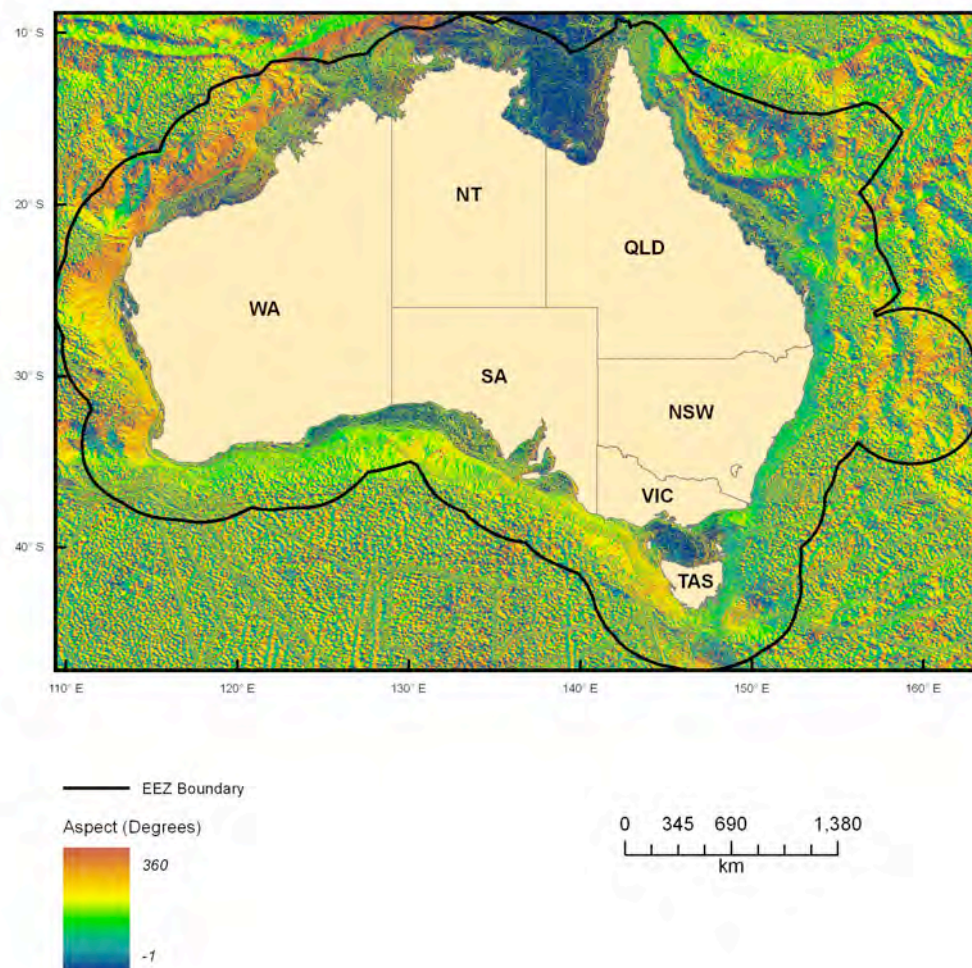 10° S
NT
20° S
QLD
WA
30° S
SA
NSW
VIC
40° S
TAS
110° E 120° E 130° E 140° E 150° E 160° E
EEZ Boundary
Aspect (Degrees)
360
-1
0 345 690 1,380
km